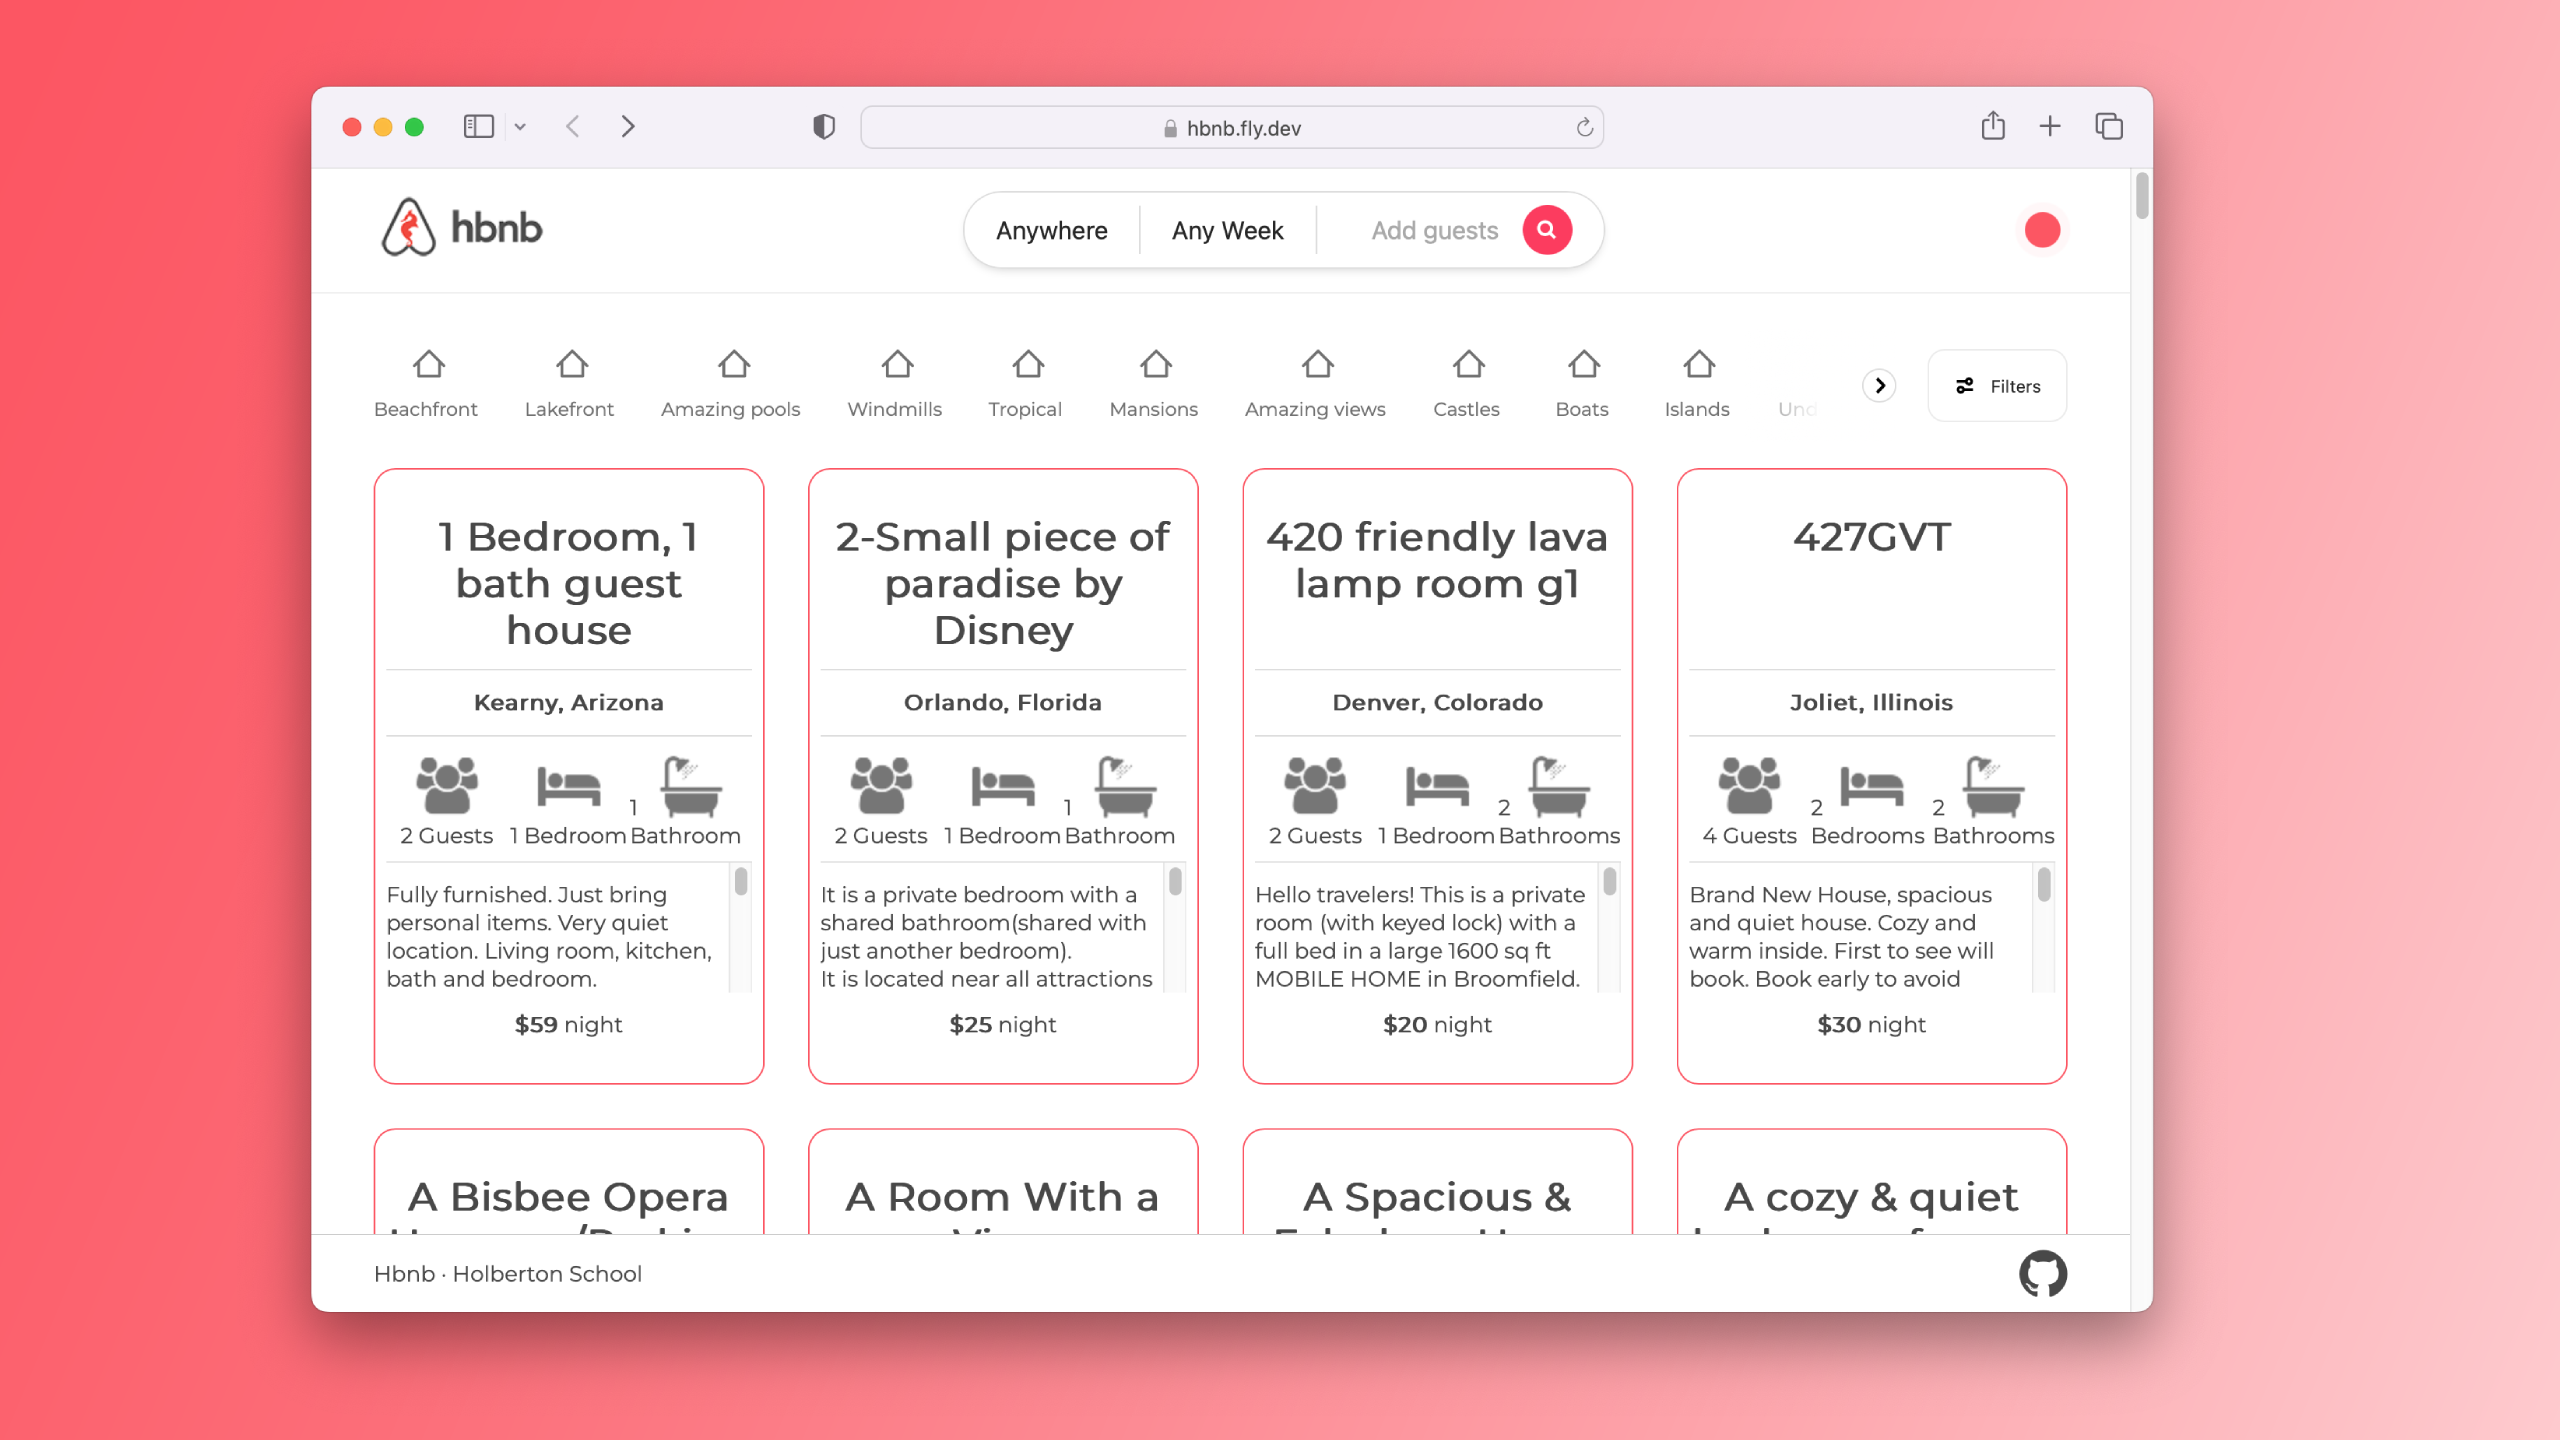 hbnb.fly.dev
hbnb
Anywhere
Any Week
Add guests
Beachfront
Lakefront
Amazing pools
Windmills
Tropical
Mansions
Amazing views
Castles
Boats
Islands
Und
Filters
1 Bedroom, 1
bath guest
house
Kearny, Arizona
2 Guests
1 Bedroom
1
Bathroom
Fully furnished. Just bring
personal items. Very quiet
location. Living room, kitchen,
bath and bedroom.
$59 night
2-Small piece of
paradise by
Disney
Orlando, Florida
2 Guests
1 Bedroom
1
Bathroom
It is a private bedroom with a
shared bathroom(shared with
just another bedroom).
It is located near all attractions
$25 night
420 friendly lava
lamp room g1
Denver, Colorado
2 Guests
1 Bedroom
2
Bathrooms
Hello travelers! This is a private
room (with keyed lock) with a
full bed in a large 1600 sq ft
MOBILE HOME in Broomfield.
$20 night
427GVT
Joliet, Illinois
4 Guests
2
Bedrooms
2
Bathrooms
Brand New House, spacious
and quiet house. Cozy and
warm inside. First to see will
book. Book early to avoid
$30 night
A Bisbee Opera
A Room With a
A Spacious &
A cozy & quiet
Hbnb · Holberton School